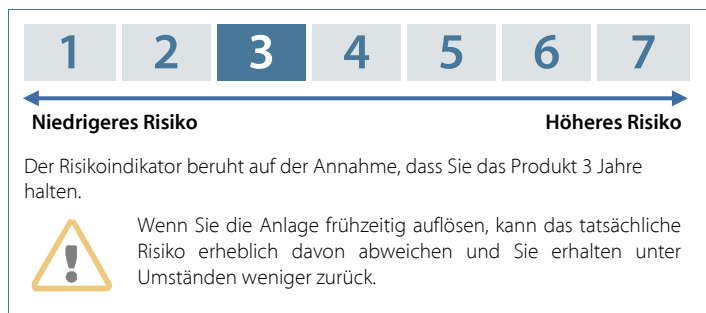 1 2 3 4 5 6 7
Niedrigeres Risiko Höheres Risiko
Der Risikoindikator beruht auf der Annahme, dass Sie das Produkt 3 Jahre
halten.
Wenn Sie die Anlage frühzeitig auflösen, kann das tatsächliche
Risiko erheblich davon abweichen und Sie erhalten unter
Umständen weniger zurück.